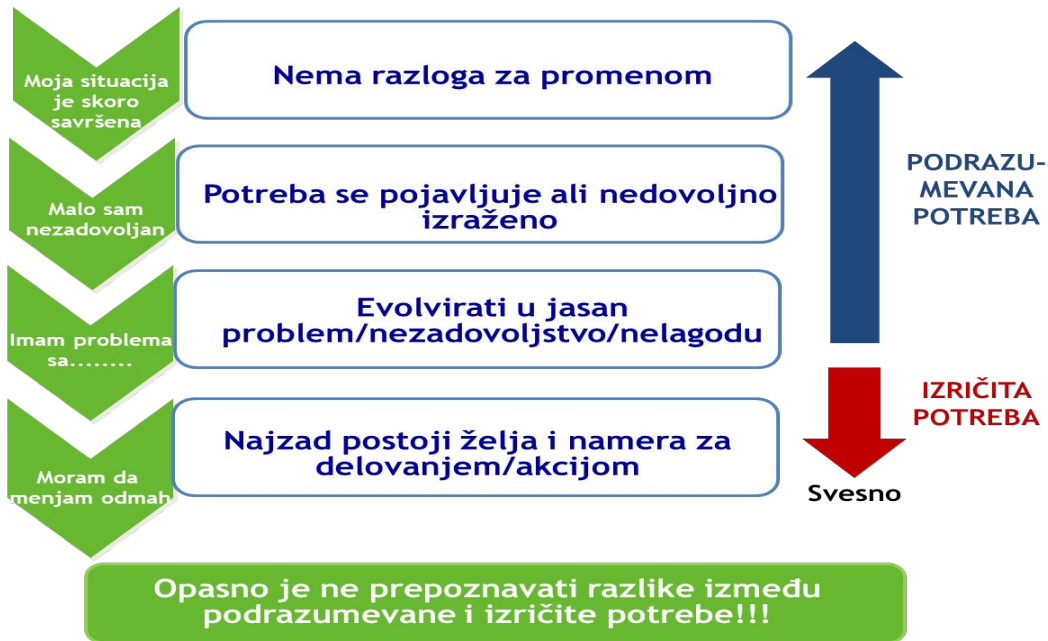 Moja situacija
je skoro
savršena
Nema razloga za promenom
Malo sam
nezadovoljan
Potreba se pojavljuje ali nedovoljno
izraženo
Imam problema
sa........
Evolvirati u jasan
problem/nezadovoljstvo/nelagodu
Moram da
menjam odmah
Najzad postoji želja i namera za
delovanjem/akcijom
PODRAZU-
MEVANA
POTREBA
IZRIČITA
POTREBA
Svesno
Opasno je ne prepoznavati razlike između
podrazumevane i izričite potrebe!!!